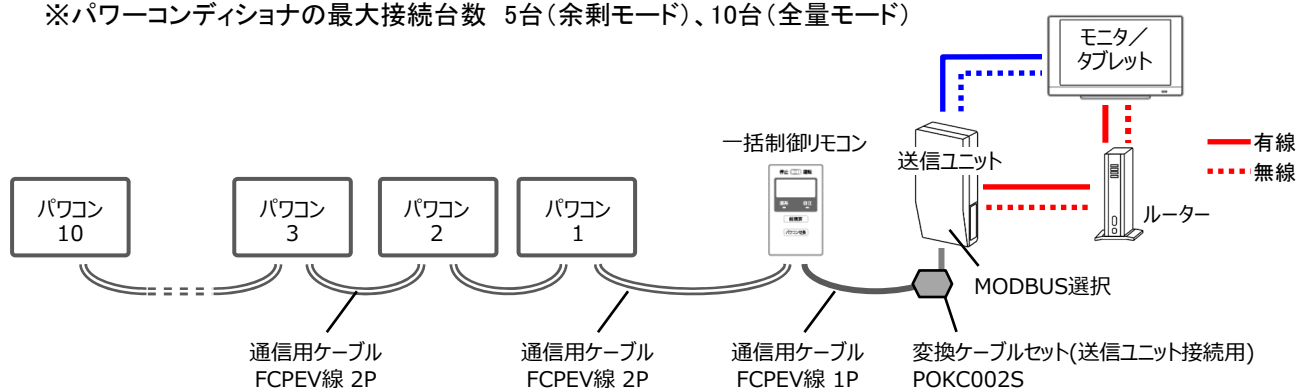 ※パワーコンディショナの最大接続台数 5台(余剰モード)、10台(全量モード)
モニタ/
タブレット
一括制御リモコン
送信ユニット
有線
無線
ルーター
パワコン
10
パワコン
3
パワコン
2
パワコン
1
MODBUS選択
通信用ケーブル
FCPEV線 2P
通信用ケーブル
FCPEV線 2P
通信用ケーブル
FCPEV線 1P
変換ケーブルセット(送信ユニット接続用)
POKC002S